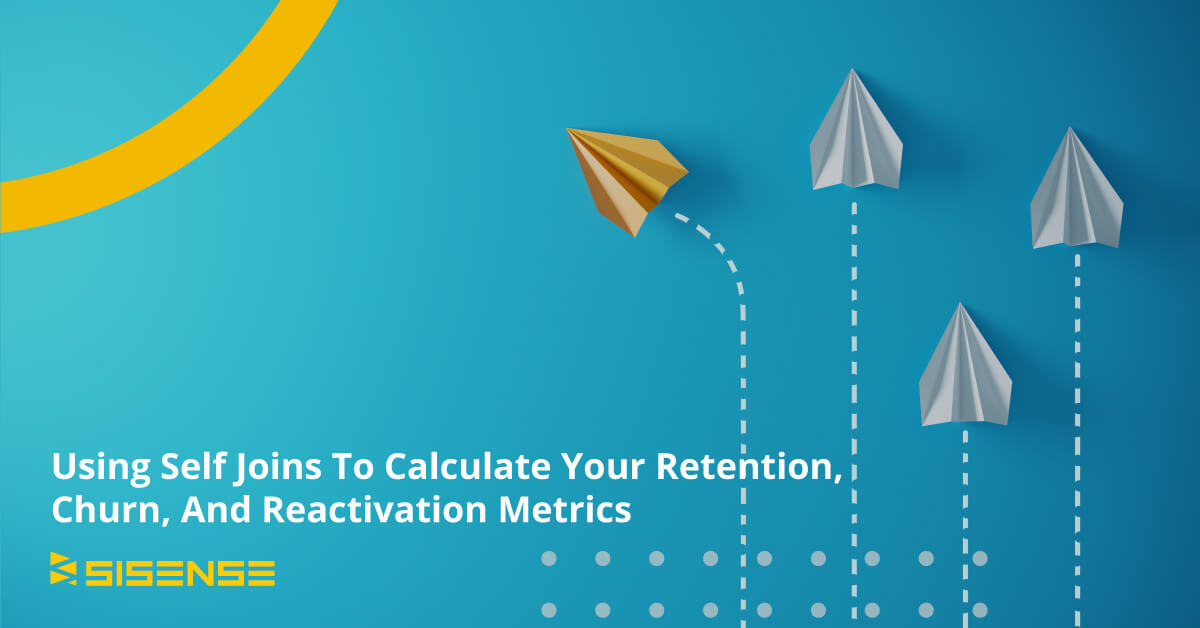 Using Self Joins To Calculate Your Retention,
Churn, And Reactivation Metrics
SISENSE